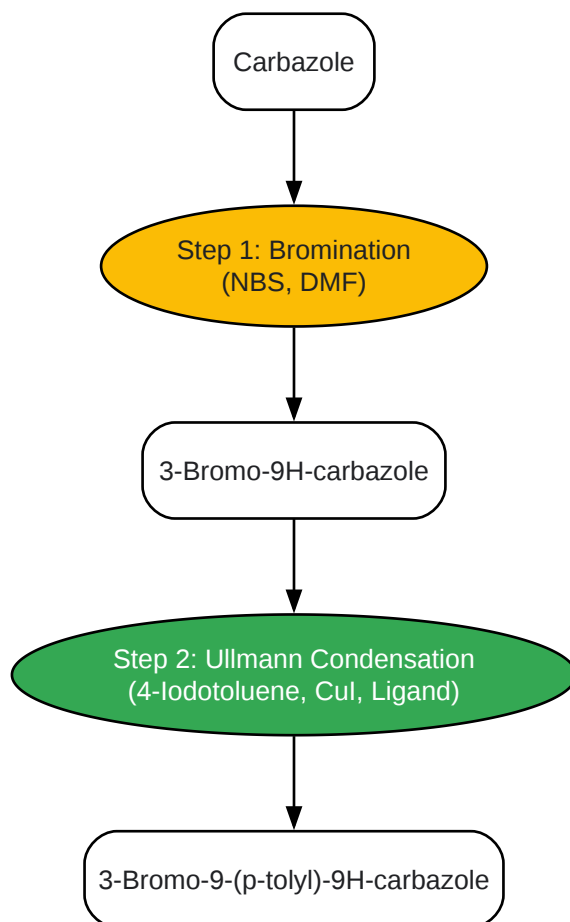 Carbazole
Step 1: Bromination
(NBS, DMF)
3-Bromo-9H-carbazole
Step 2: Ullmann Condensation
(4-Iodotoluene, CuI, Ligand)
3-Bromo-9-(p-tolyl)-9H-carbazole